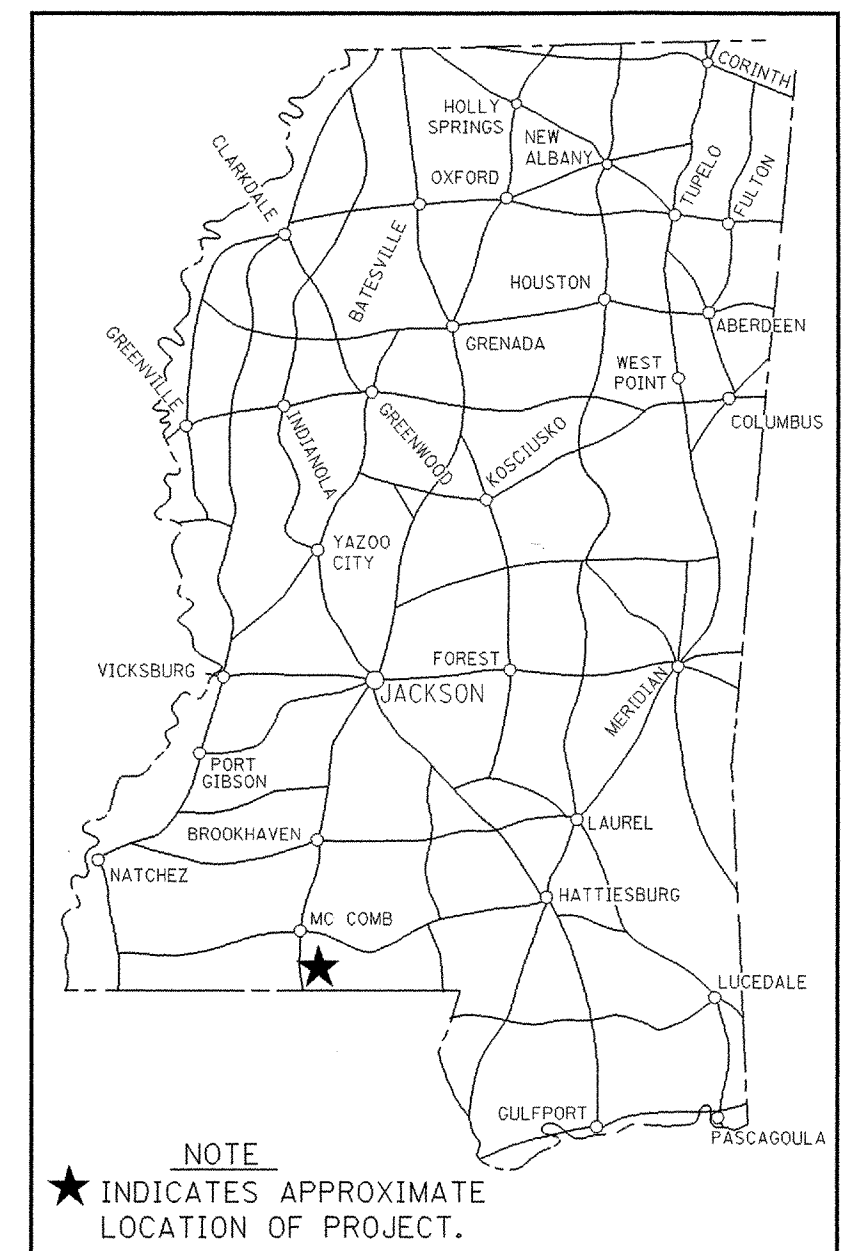 CORINTH
HOLLY
SPRINGS
NEW
ALBANY
CLARKDALE
OXFORD
TUPELO
FULTON
BATESVILLE
HOUSTON
ABERDEEN
GREENVILLE
GRENADA
WEST
POINT
COLUMBUS
INDIANOLA
GREENWOOD
KOSCIUSKO
YAZOO
CITY
VICKSBURG
FOREST
JACKSON
MERIDIAN
PORT
GIBSON
BROOKHAVEN
LAUREL
NATCHEZ
HATTIESBURG
MC COMB
LUCEDALE
GULFPORT
PASCAGOULA
NOTE
INDICATES APPROXIMATE
LOCATION OF PROJECT.